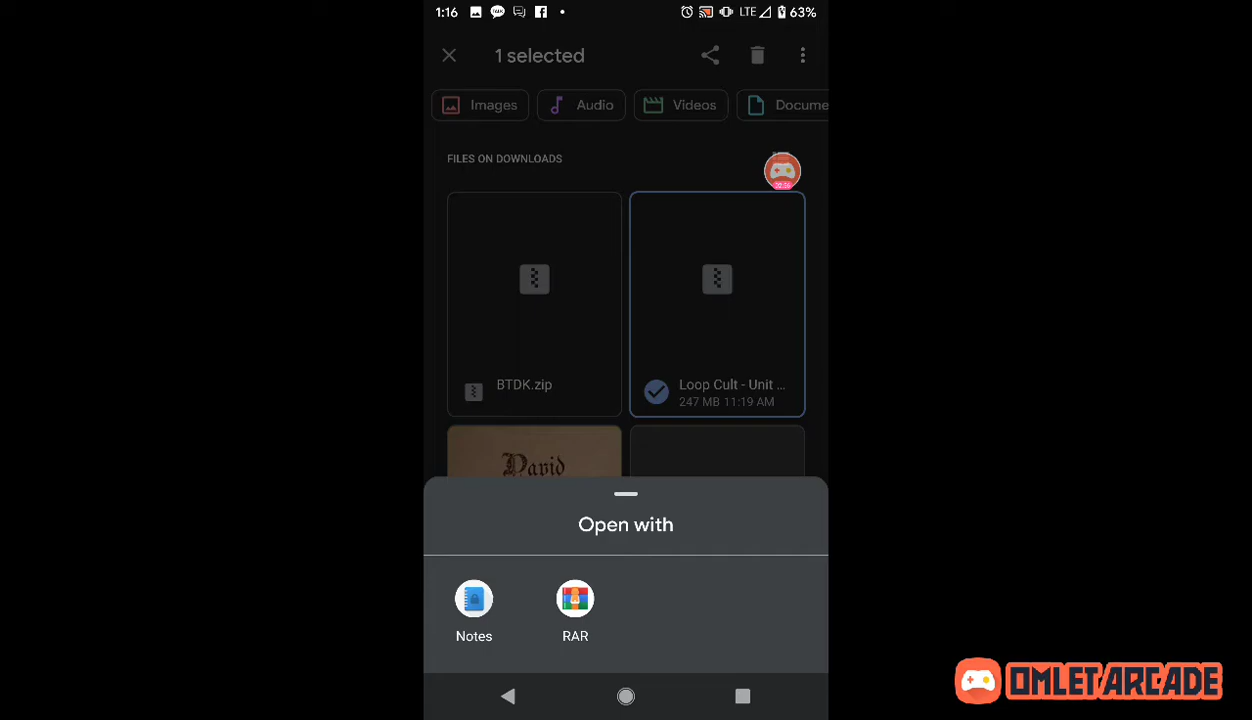 1:16 LTE 63%
1 selected
Images Audio Videos Docume
FILES ON DOWNLOADS
BTDK.zip
Loop Cult - Unit ...
247 MB 11:19 AM
David
Open with
Notes RAR
OMLET ARCADE